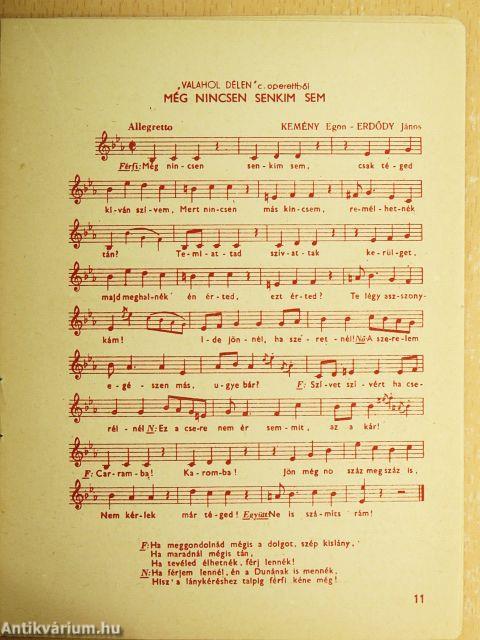 „VALAHOL DÉLEN" c. operettből
MÉG NINCSEN SENKIM SEM
Allegretto KEMÉNY Egon - ERDŐDY János
Férfi: Még nin-csen sen-kim sem, csak té-ged
kí-ván szí-vem, Mert nin-csen más kin-csem, re-mél-het-nék
tán? Te-mi-at-tad szí-vat-tak ke-rül-get,
majd meghal-nék én ér-ted, ezt ér-ted? Te légy asz-szony-
kám! I-de jön-nél, ha sze-ret-nél! Nő: A sze-re-lem
e-gé-szen más, u-gye bár? F: Szí-vet szí-vért ha cse-
rél-nél N: Ez a cse-re nem ér sem-mit, az a kár!
F: Car-ram-ba! Ka-rom-ba! Jön még no száz meg száz is,
Nem kér-lek már té-ged! Együtt: Ne is szá-míts rám!
F: Ha meggondolnád mégis a dolgot, szép kislány,
Ha maradnál mégis tán,
Ha tevéled élhetnék, férj lennék!
N: Ha férjem lennél, én a Dunának is mennék,
Hisz' a lánykéréshez talpig férfi kéne még!
11
Antikvárium.hu